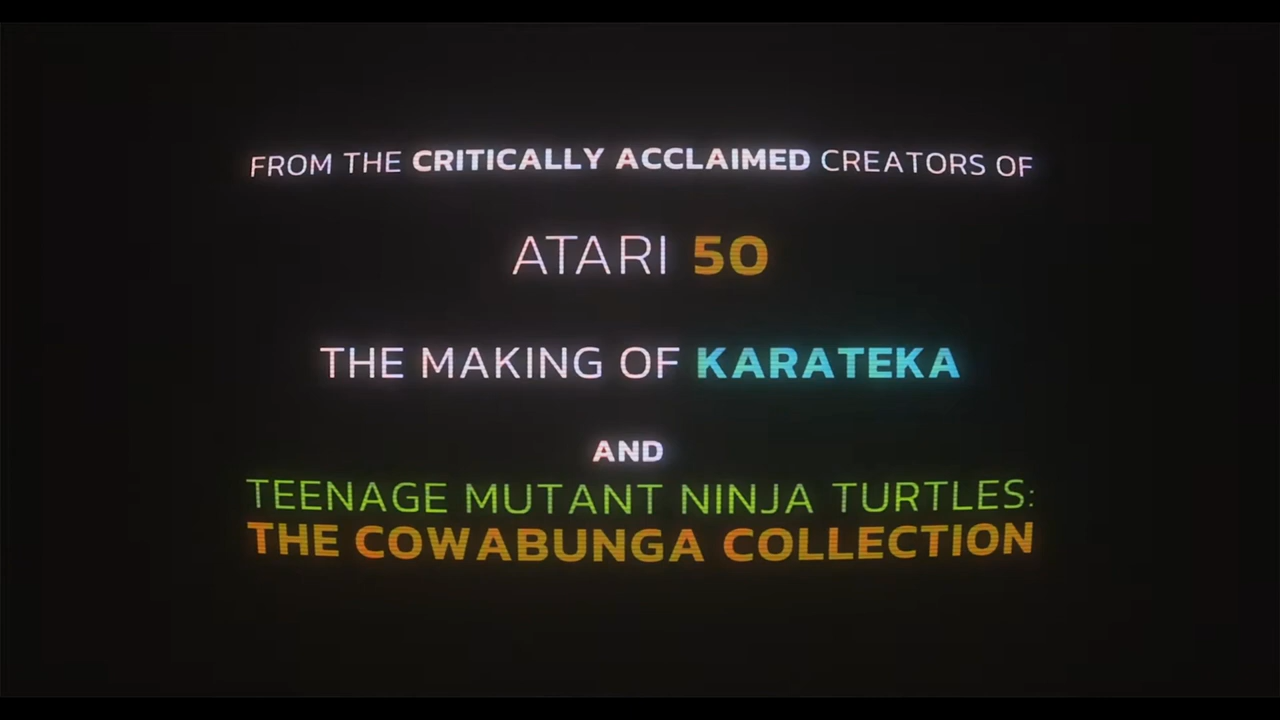 FROM THE CRITICALLY ACCLAIMED CREATORS OF
ATARI 50
THE MAKING OF KARATEKA
AND
TEENAGE MUTANT NINJA TURTLES:
THE COWABUNGA COLLECTION